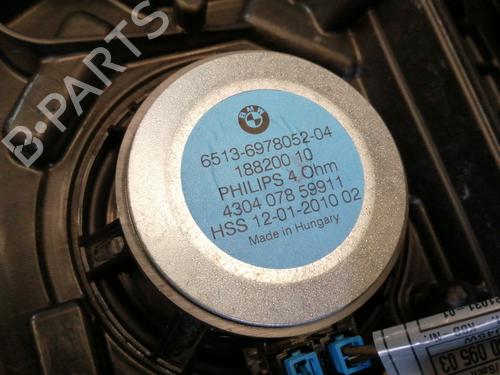 B-PARTS
BMW
6513-6978052-04
188200 10
PHILIPS 4 Ohm
4304 078 59911
HSS 12-01-2010 02
Made in Hungary